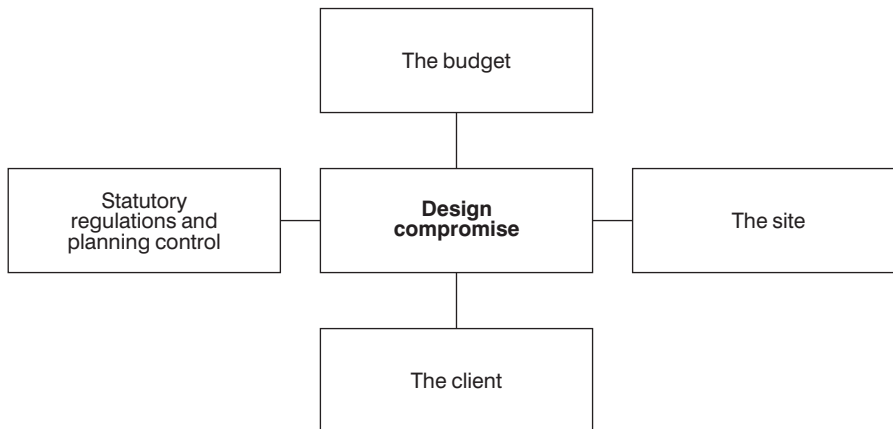 The budget
Statutory
regulations and
planning control
Design
compromise
The site
The client